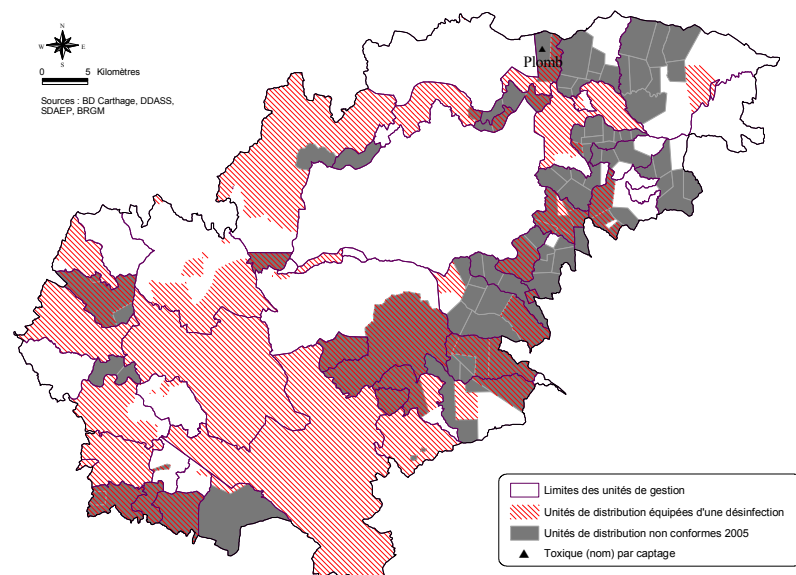 N
W E
S
0 5 Kilomètres
Sources : BD Carthage, DDASS,
SDAEP, BRGM
Plomb
Limites des unités de gestion
Unités de distribution équipées d'une désinfection
Unités de distribution non conformes 2005
Toxique (nom) par captage